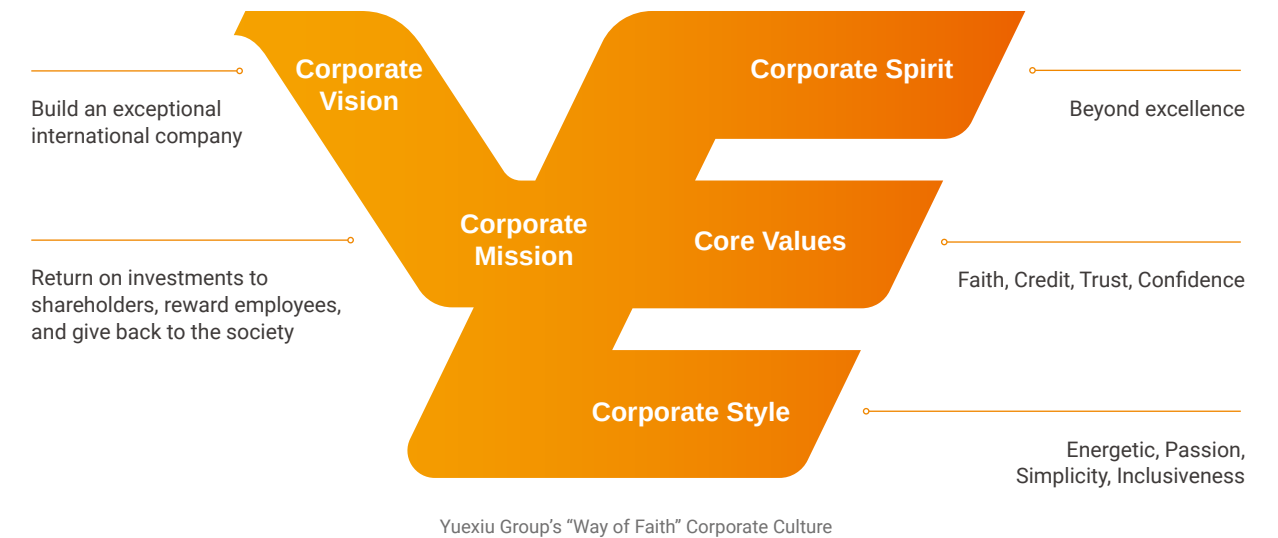 Corporate
Vision
Build an exceptional
international company
Corporate
Mission
Return on investments to
shareholders, reward employees,
and give back to the society
Corporate Spirit
Beyond excellence
Core Values
Faith, Credit, Trust, Confidence
Corporate Style
Energetic, Passion,
Simplicity, Inclusiveness
Yuexiu Group’s “Way of Faith” Corporate Culture